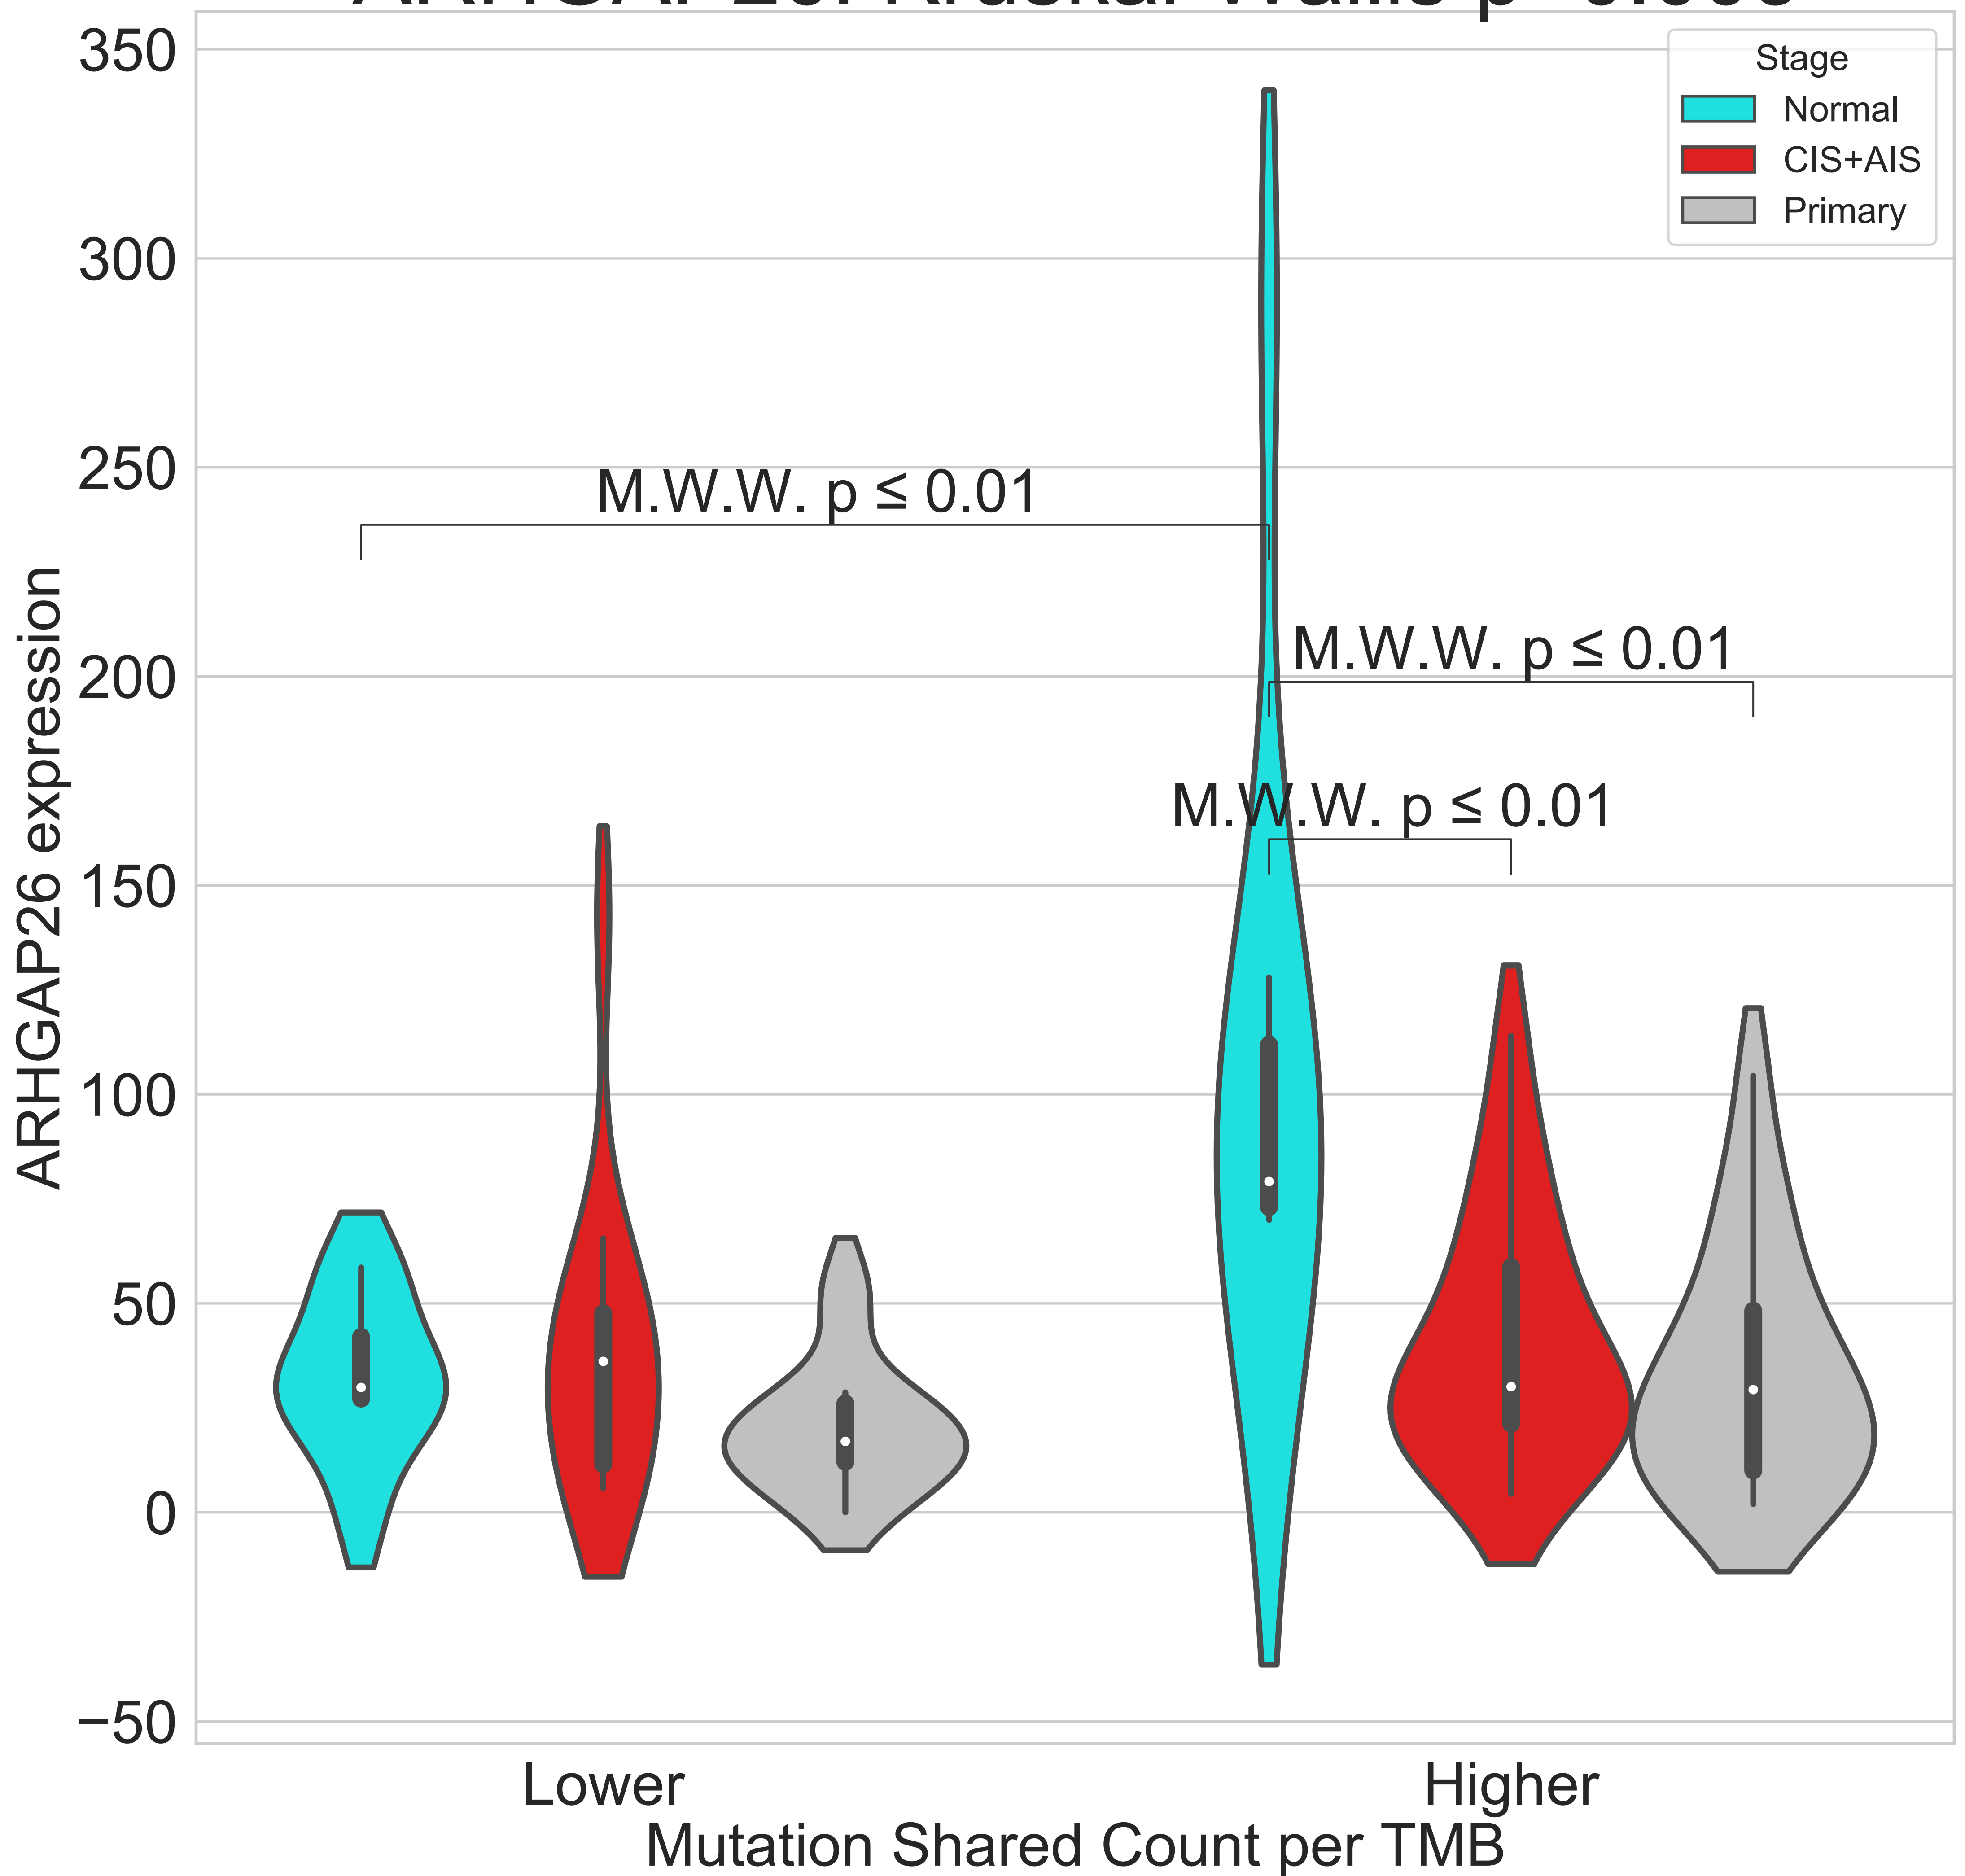 350
300
250
200
150
100
50
0
−50
ARHGAP26 expression
Stage
Normal
CIS+AIS
Primary
M.W.W. p ≤ 0.01
M.W.W. p ≤ 0.01
M.W.W. p ≤ 0.01
Lower
Higher
Mutation Shared Count per TMB